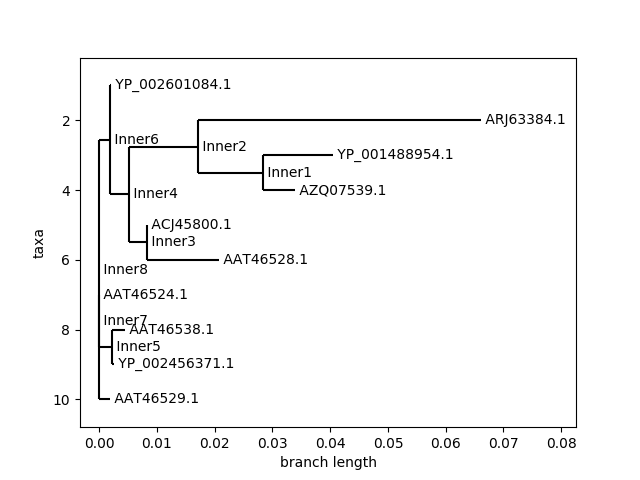 YP_002601084.1
2
ARJ63384.1
Inner6
Inner2
YP_001488954.1
Inner1
4
AZQ07539.1
Inner4
ACJ45800.1
taxa
Inner3
6
AAT46528.1
Inner8
AAT46524.1
Inner7
8
AAT46538.1
Inner5
YP_002456371.1
10
AAT46529.1
0.00 0.01 0.02 0.03 0.04 0.05 0.06 0.07 0.08
branch length